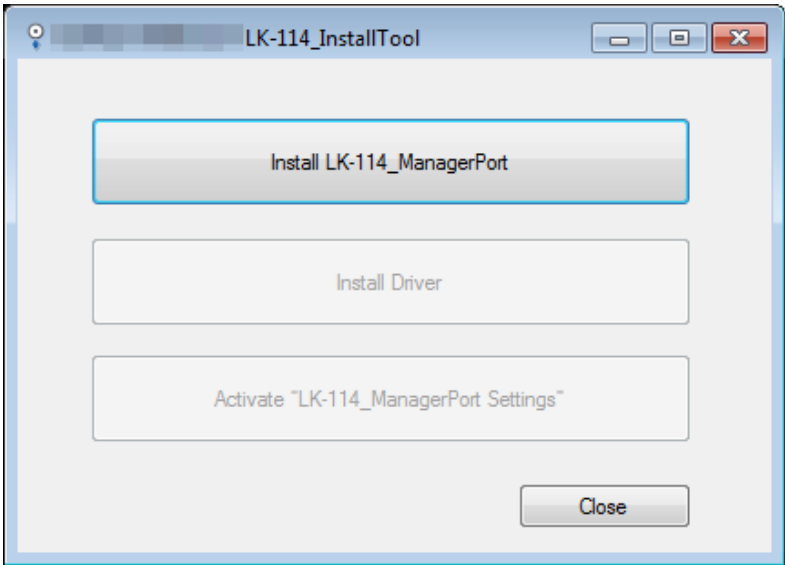 LK-114_InstallTool
Install LK-114_ManagerPort
Install Driver
Activate "LK-114_ManagerPort Settings"
Close